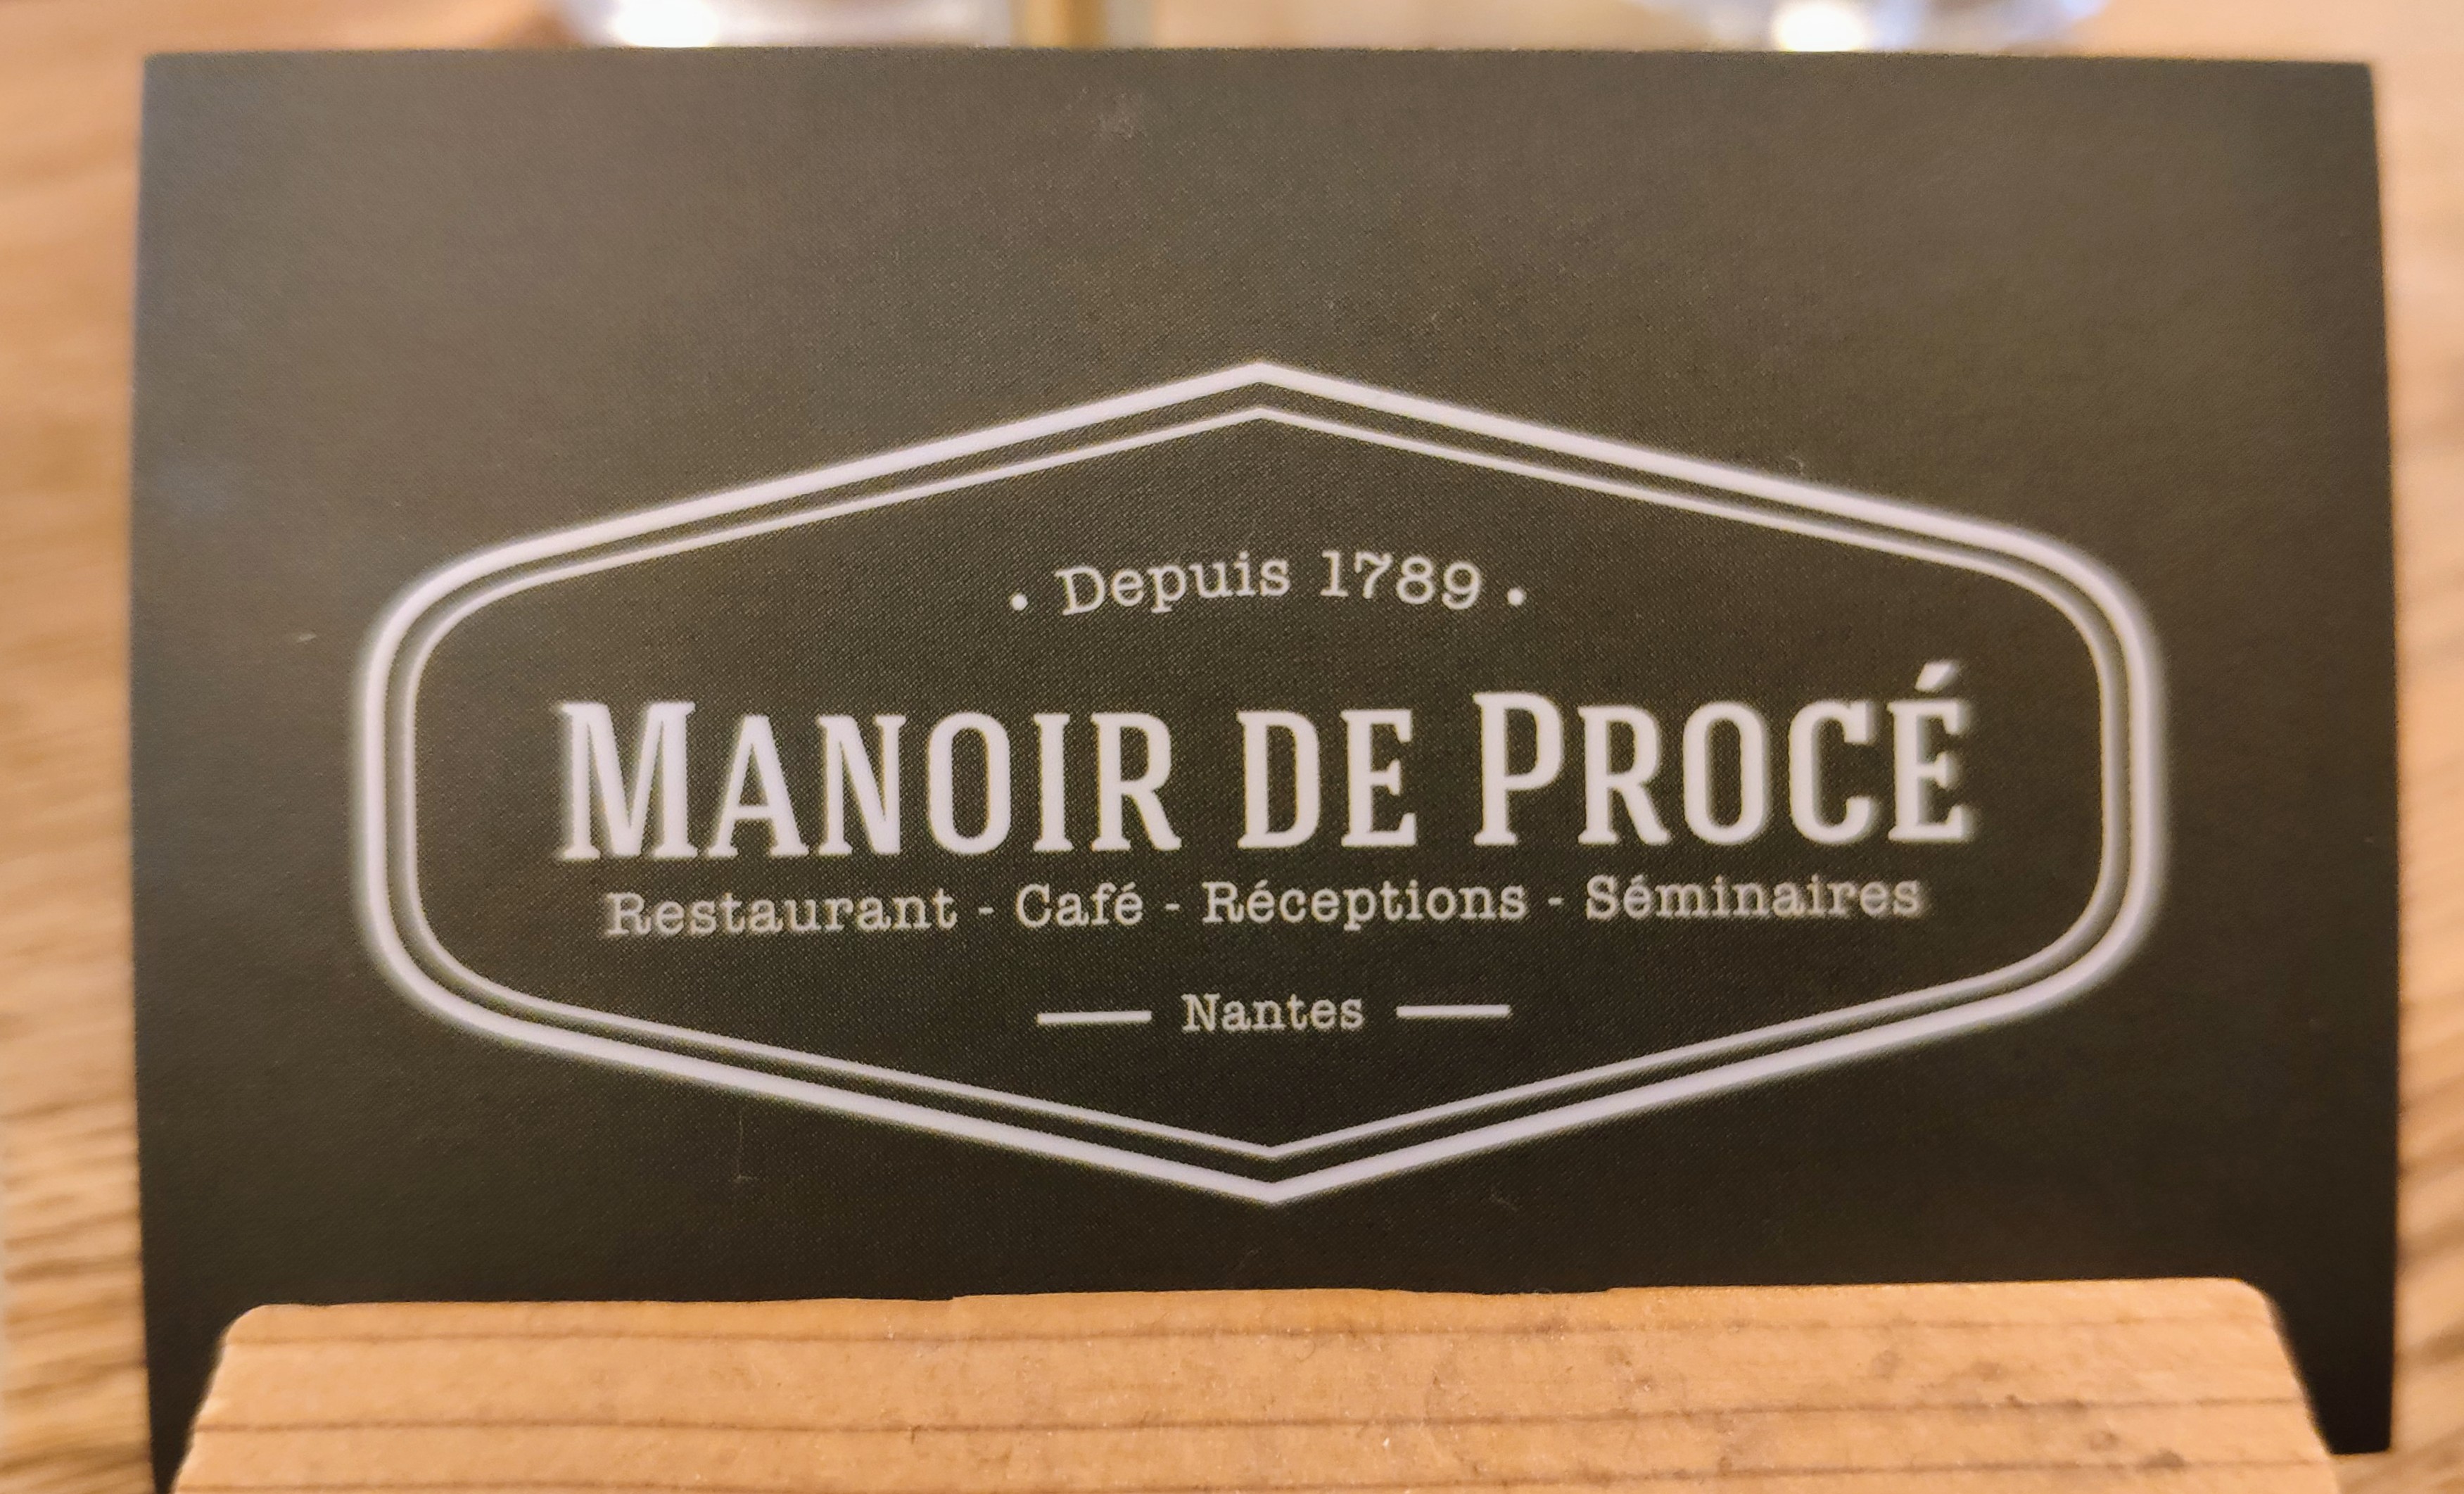 · Depuis 1789 ·
MANOIR DE PROCÉ
Restaurant - Café - Réceptions - Séminaires
— Nantes —